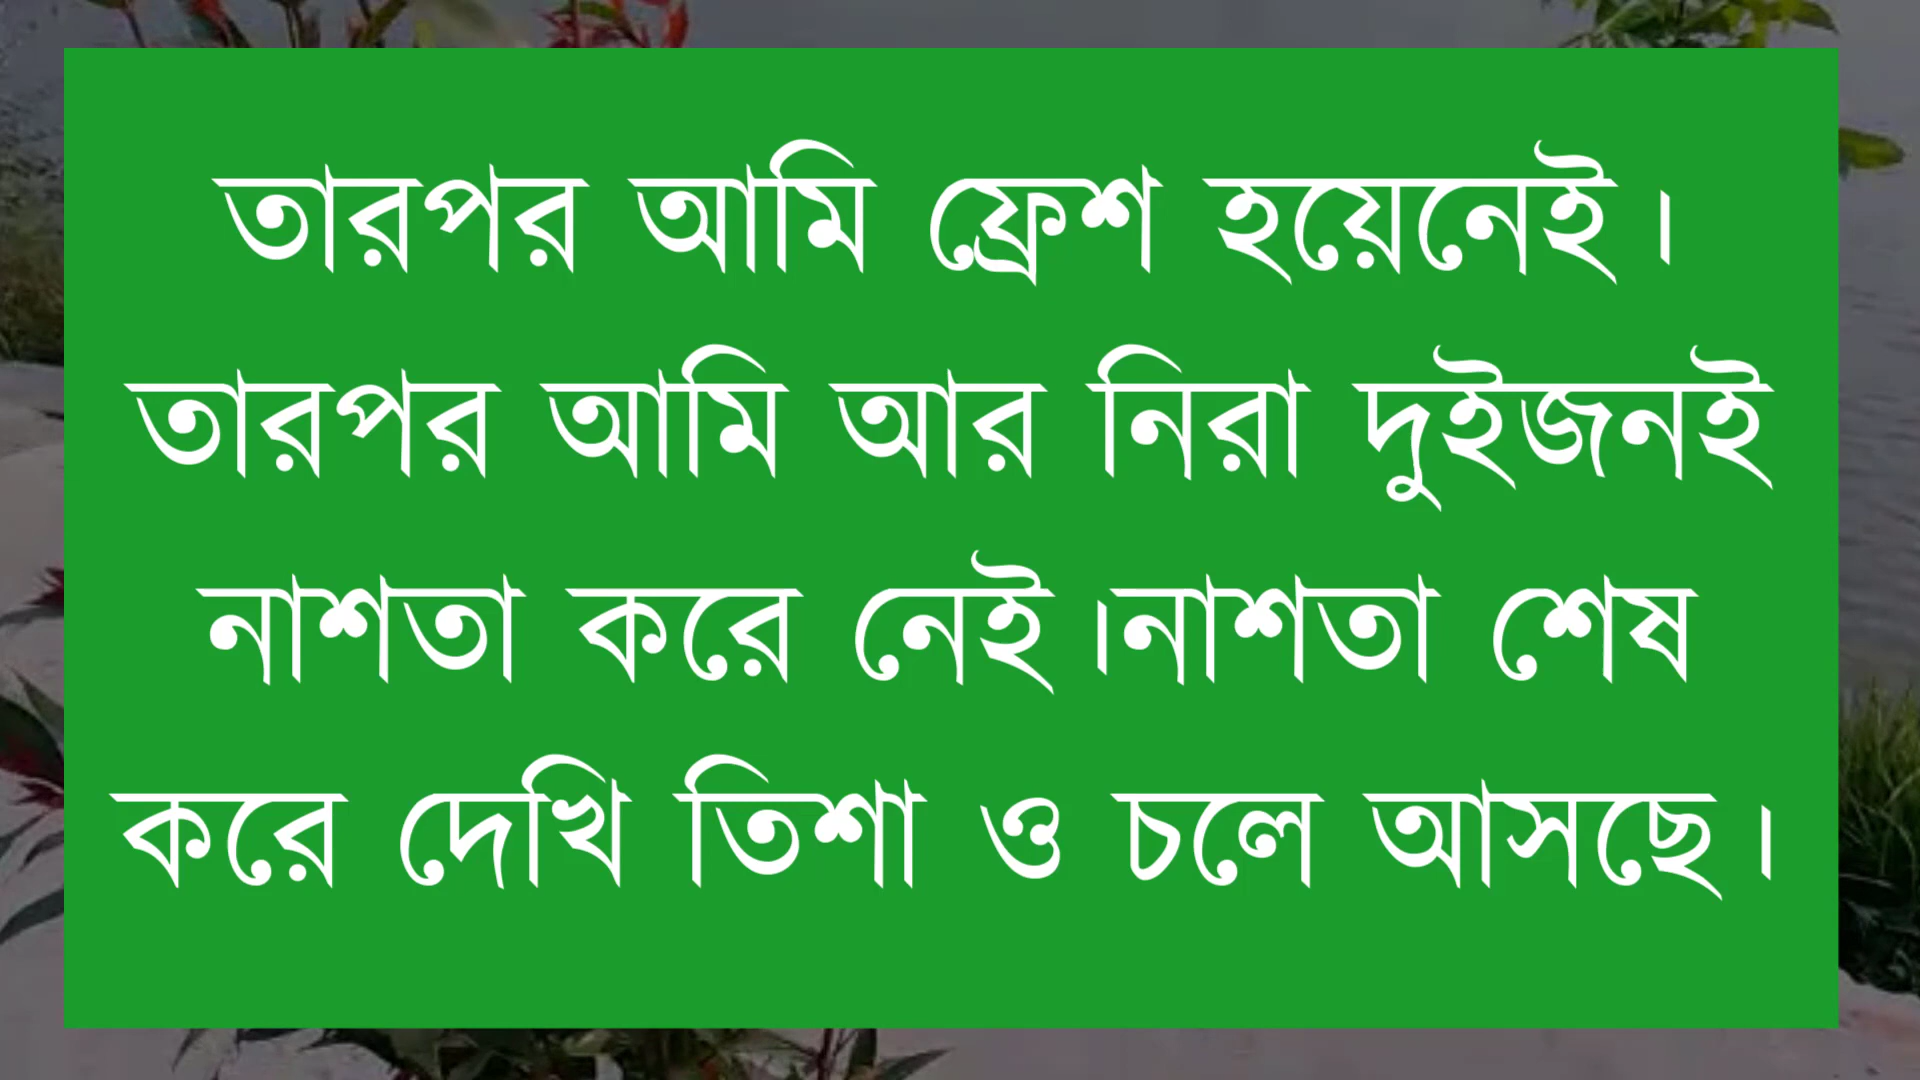 তারপর আমি ফ্রেশ হয়েনেই।
তারপর আমি আর নিরা দুইজনই
নাশতা করে নেই।নাশতা শেষ
করে দেখি তিশা ও চলে আসছে।